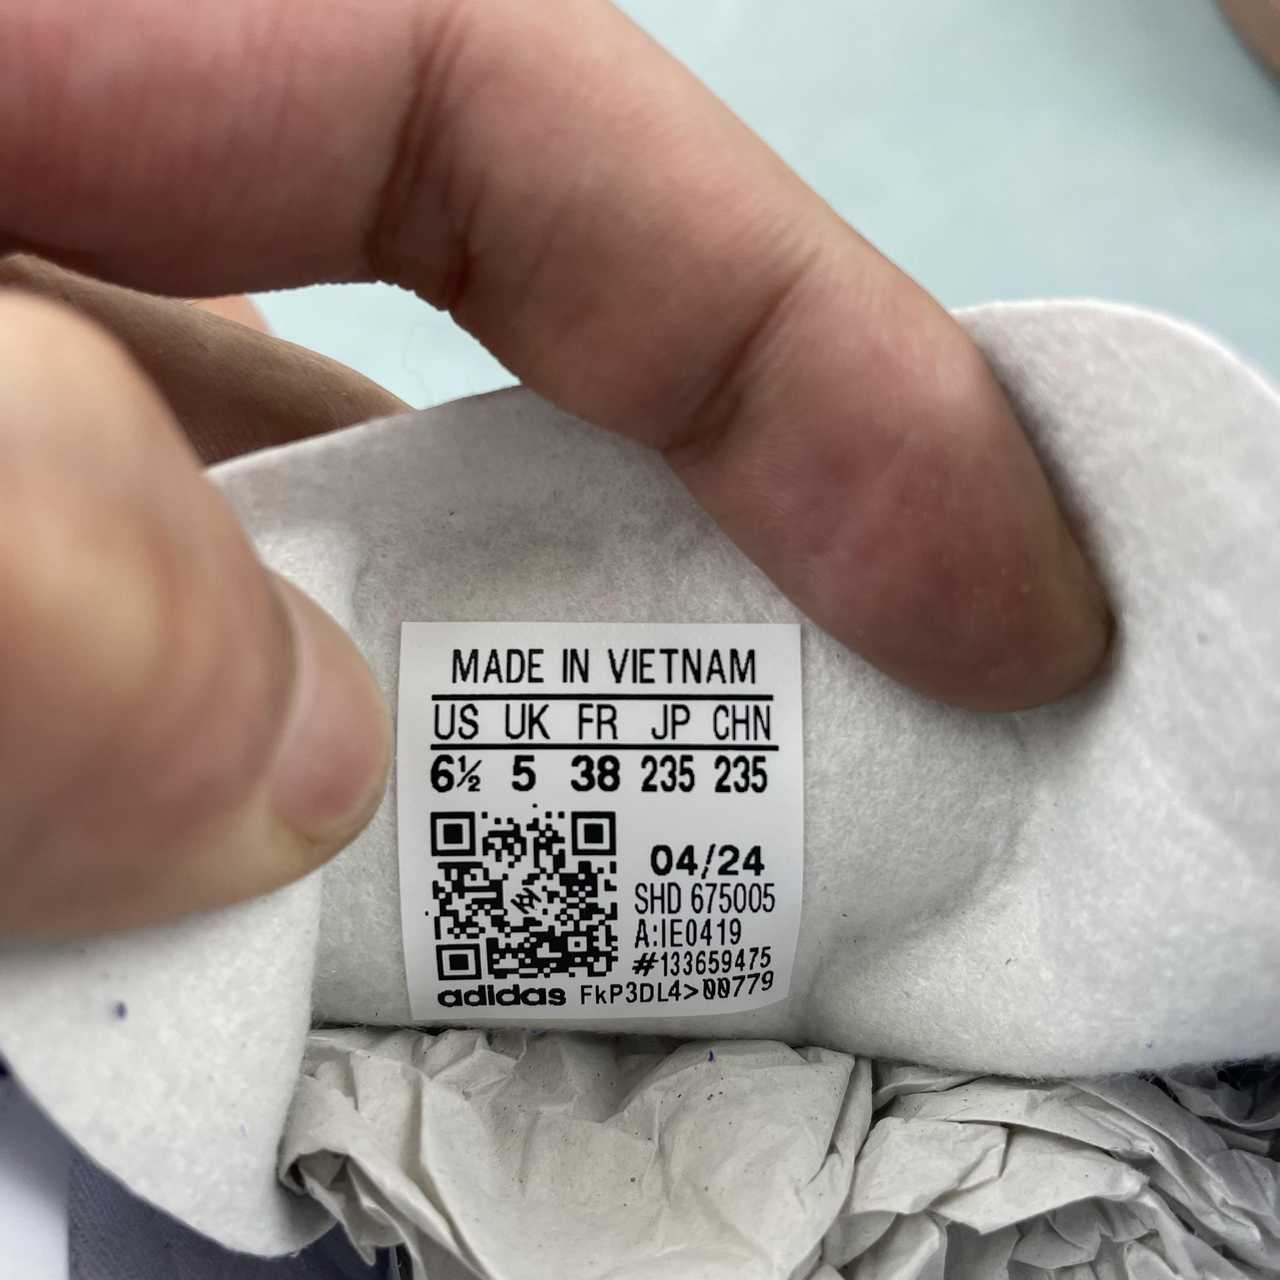 MADE IN VIETNAM
US UK FR JP CHN
6½ 5 38 235 235
04/24
SHD 675005
A:IE0419
#133659475
adidas FkP3DL4>00779